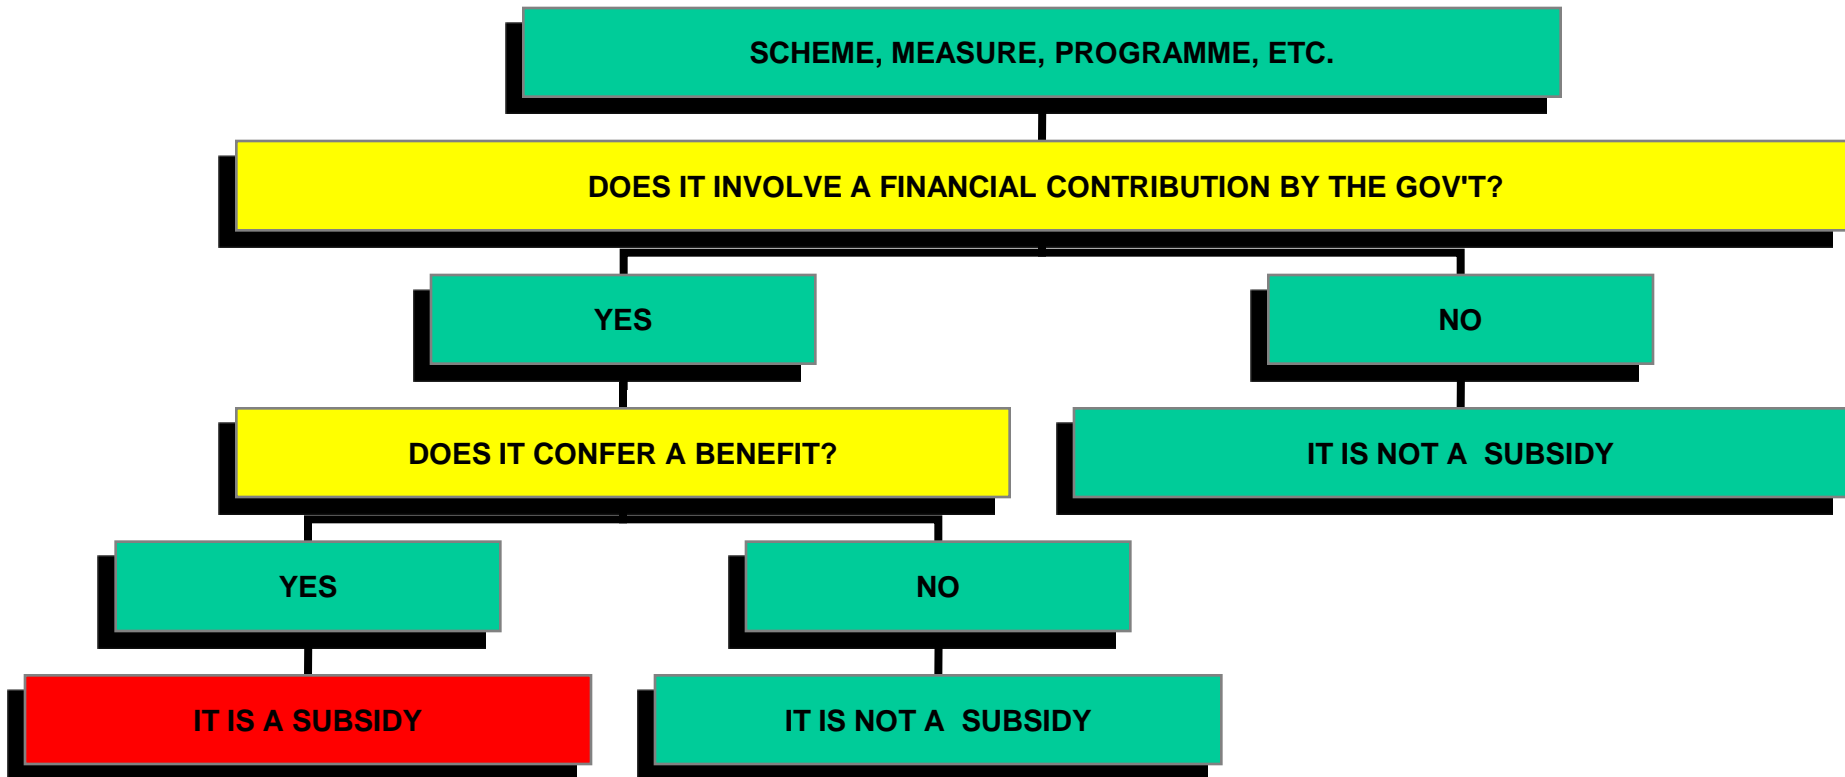 SCHEME, MEASURE, PROGRAMME, ETC.
DOES IT INVOLVE A FINANCIAL CONTRIBUTION BY THE GOV'T?
YES
NO
DOES IT CONFER A BENEFIT?
IT IS NOT A  SUBSIDY
YES
NO
IT IS A SUBSIDY
IT IS NOT A  SUBSIDY